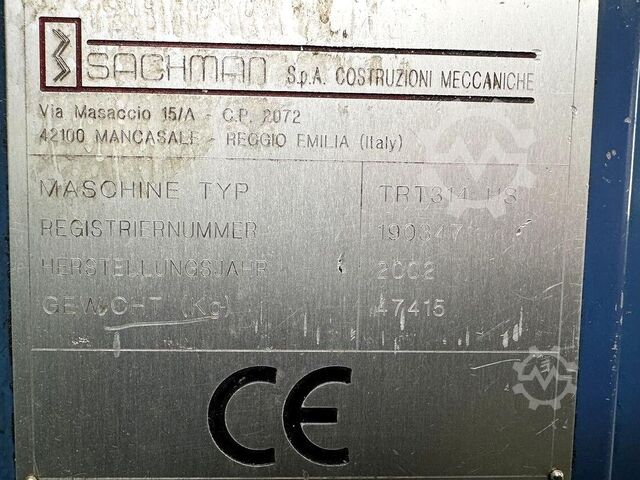 SACHMAN S.p.A. COSTRUZIONI MECCANICHE
Via Masaccio 15/A - C.P. 2072
42100 MANCASALE - REGGIO EMILIA (Italy)
MASCHINE TYP TRT314 HS
REGISTRIERNUMMER 190347
HERSTELLUNGSJAHR 2002
GEWICHT (Kg) 47415
CE